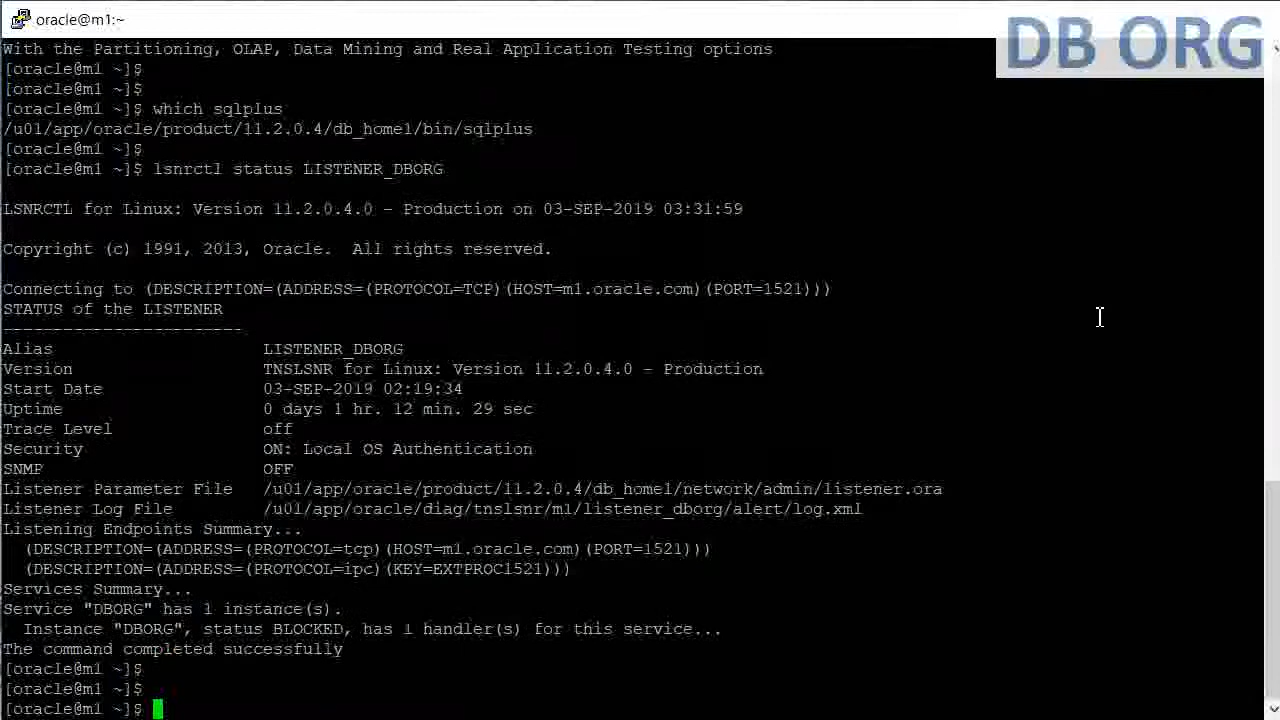 oracle@m1:~
DB ORG
With the Partitioning, OLAP, Data Mining and Real Application Testing options
[oracle@m1 ~]$
[oracle@m1 ~]$
[oracle@m1 ~]$ which sqlplus
/u01/app/oracle/product/11.2.0.4/db_home1/bin/sqlplus
[oracle@m1 ~]$
[oracle@m1 ~]$ lsnrctl status LISTENER_DBORG
LSNRCTL for Linux: Version 11.2.0.4.0 - Production on 03-SEP-2019 03:31:59
Copyright (c) 1991, 2013, Oracle.  All rights reserved.
Connecting to (DESCRIPTION=(ADDRESS=(PROTOCOL=TCP)(HOST=m1.oracle.com)(PORT=1521)))
STATUS of the LISTENER
------------------------
Alias                     LISTENER_DBORG
Version                   TNSLSNR for Linux: Version 11.2.0.4.0 - Production
Start Date                03-SEP-2019 02:19:34
Uptime                    0 days 1 hr. 12 min. 29 sec
Trace Level               off
Security                  ON: Local OS Authentication
SNMP                      OFF
Listener Parameter File   /u01/app/oracle/product/11.2.0.4/db_home1/network/admin/listener.ora
Listener Log File         /u01/app/oracle/diag/tnslsnr/m1/listener_dborg/alert/log.xml
Listening Endpoints Summary...
  (DESCRIPTION=(ADDRESS=(PROTOCOL=tcp)(HOST=m1.oracle.com)(PORT=1521)))
  (DESCRIPTION=(ADDRESS=(PROTOCOL=ipc)(KEY=EXTPROC1521)))
Services Summary...
Service "DBORG" has 1 instance(s).
  Instance "DBORG", status BLOCKED, has 1 handler(s) for this service...
The command completed successfully
[oracle@m1 ~]$
[oracle@m1 ~]$
[oracle@m1 ~]$